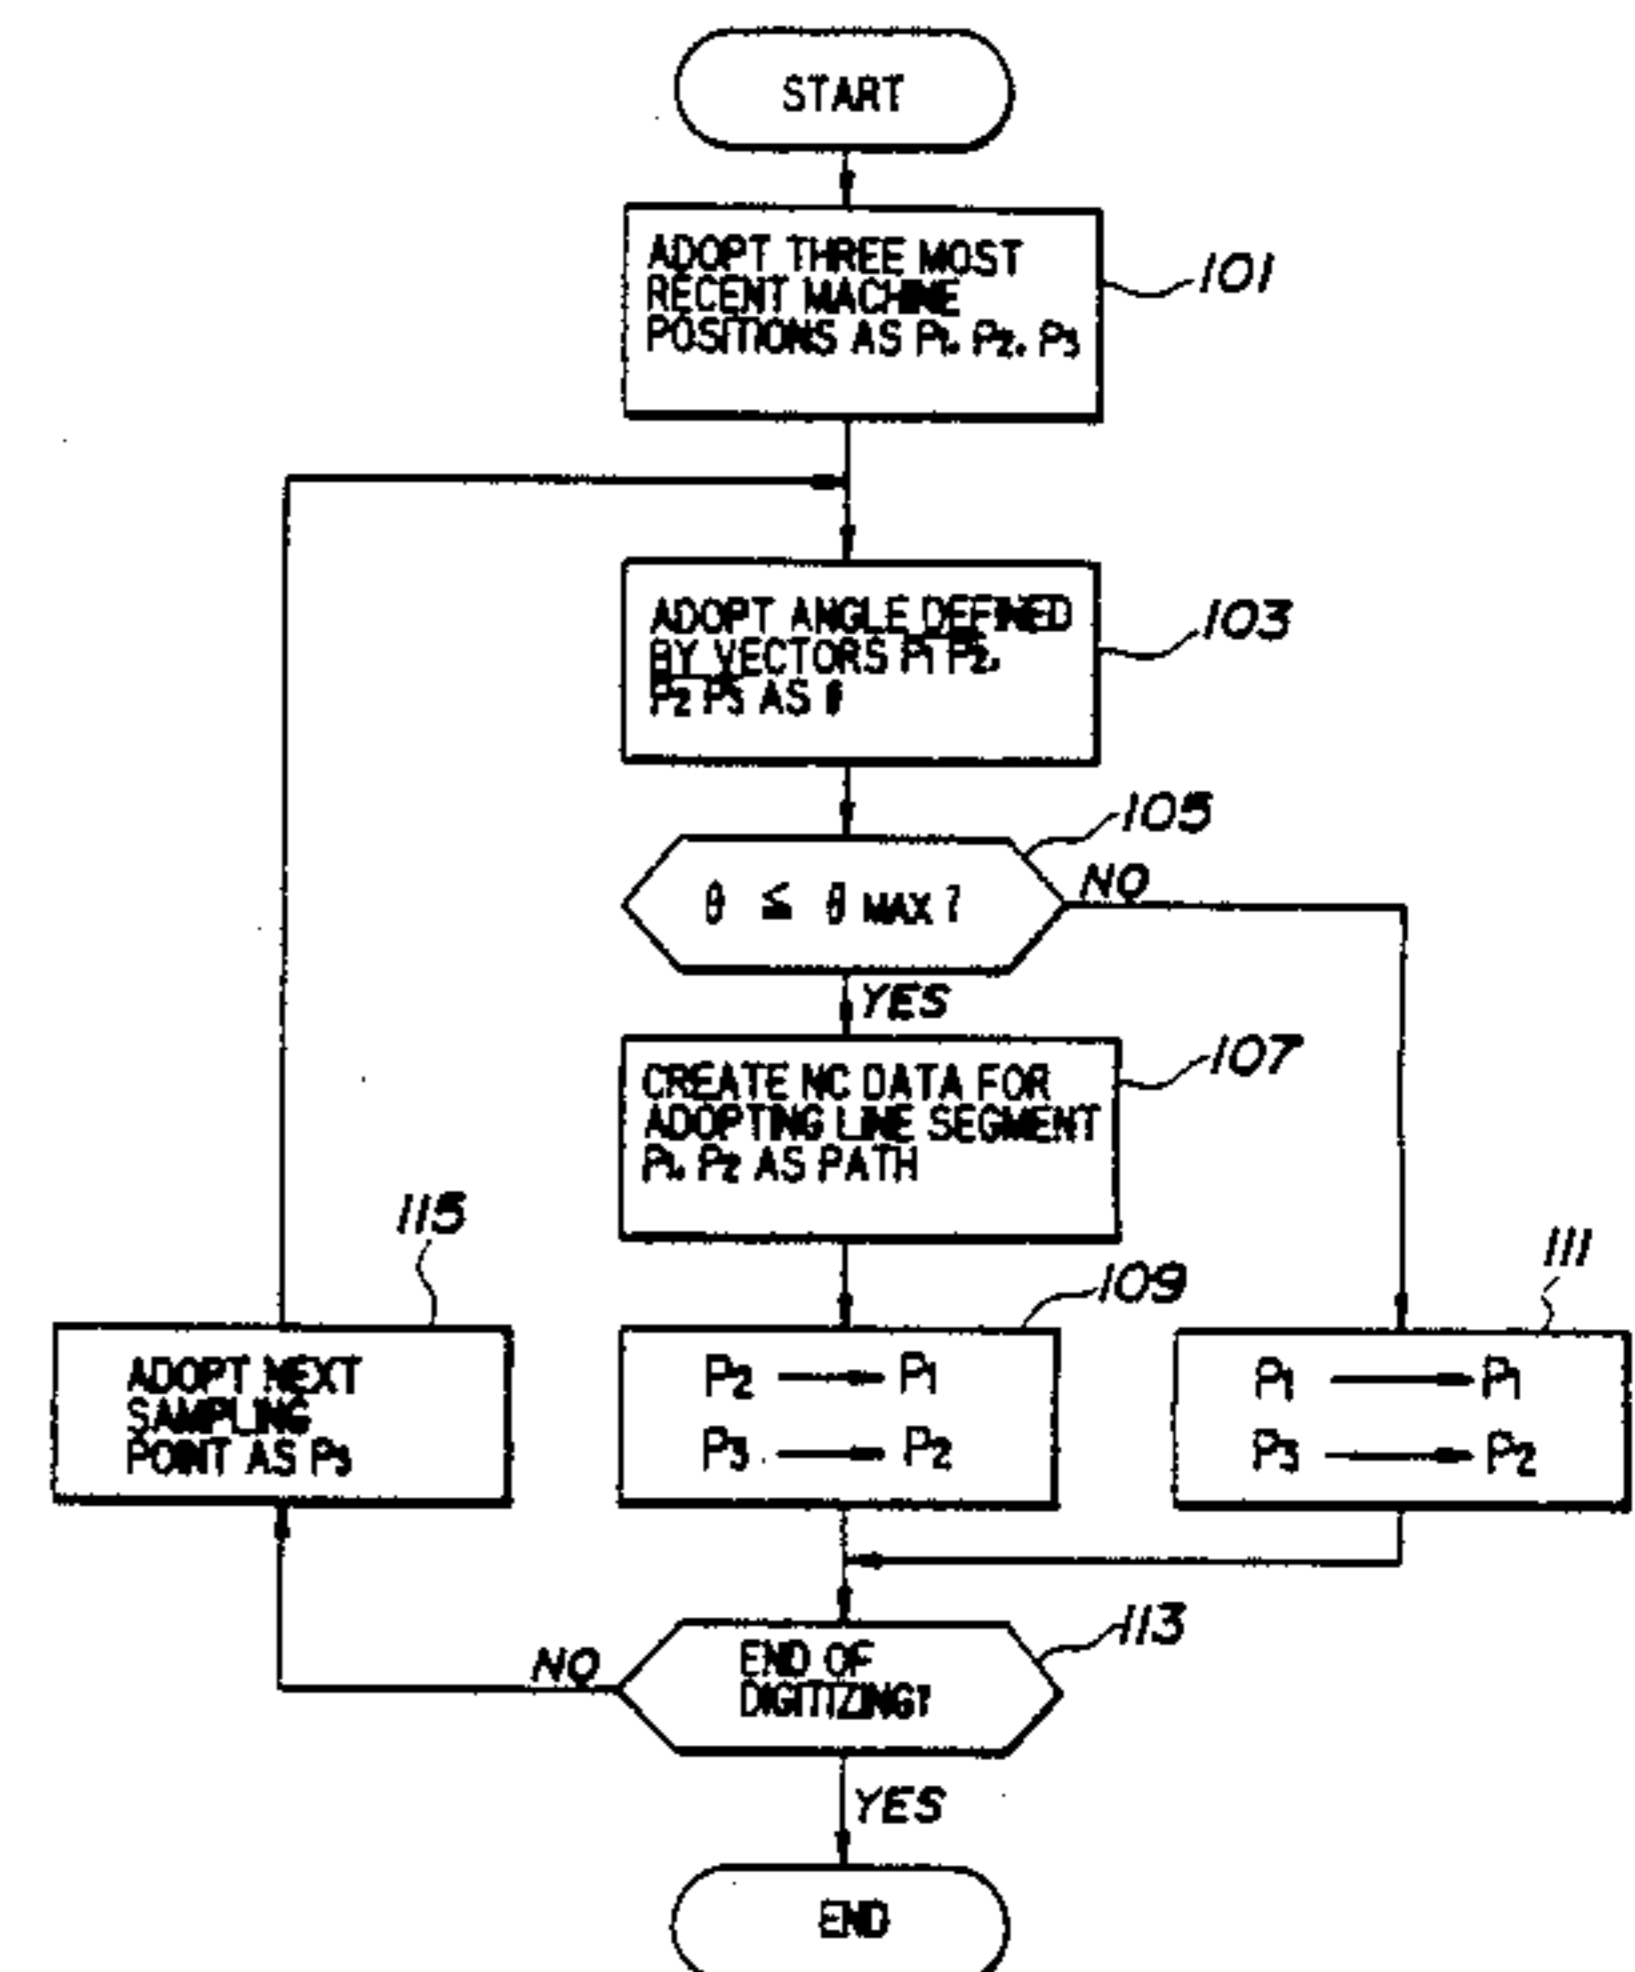 START
ADOPT THREE MOST
RECENT MACHINE
POSITIONS AS P1, P2, P3
101
ADOPT ANGLE DEFINED
BY VECTORS P1 P2,
P2 P3 AS θ
103
105
θ ≦ θ MAX ?
NO
YES
CREATE NC DATA FOR
ADOPTING LINE SEGMENT
P1, P2 AS PATH
107
115
ADOPT NEXT
SAMPLING
POINT AS P3
109
P2 → P1
P3 → P2
111
P1 → P1
P3 → P2
113
END OF
DIGITIZING?
NO
YES
END